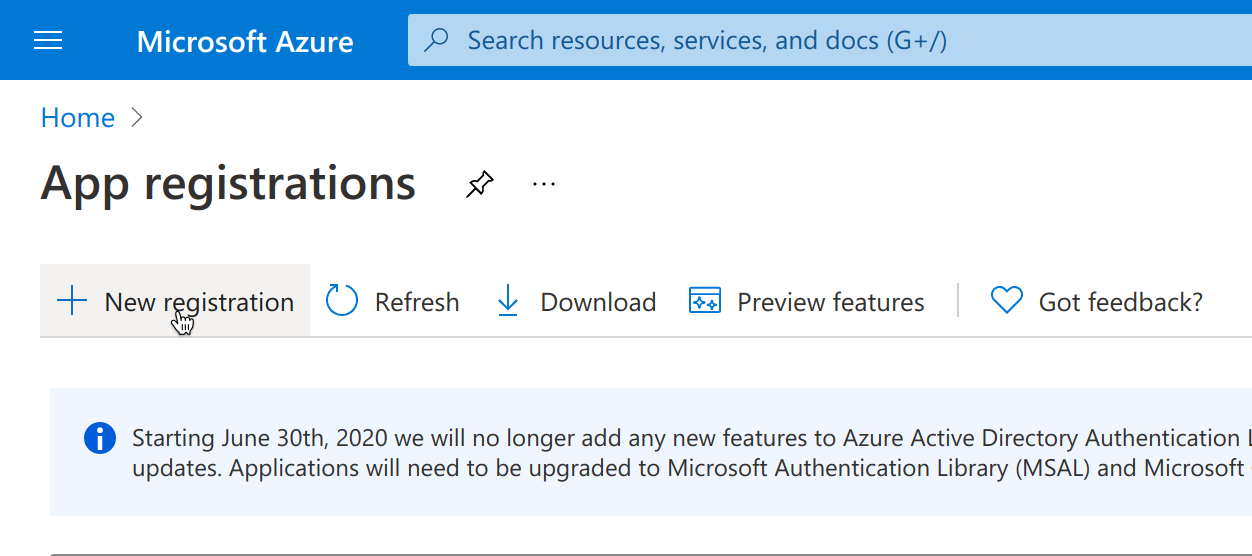 Microsoft Azure
Search resources, services, and docs (G+/)
Home
App registrations
New registration
Refresh
Download
Preview features
Got feedback?
Starting June 30th, 2020 we will no longer add any new features to Azure Active Directory Authentication
updates. Applications will need to be upgraded to Microsoft Authentication Library (MSAL) and Microsoft